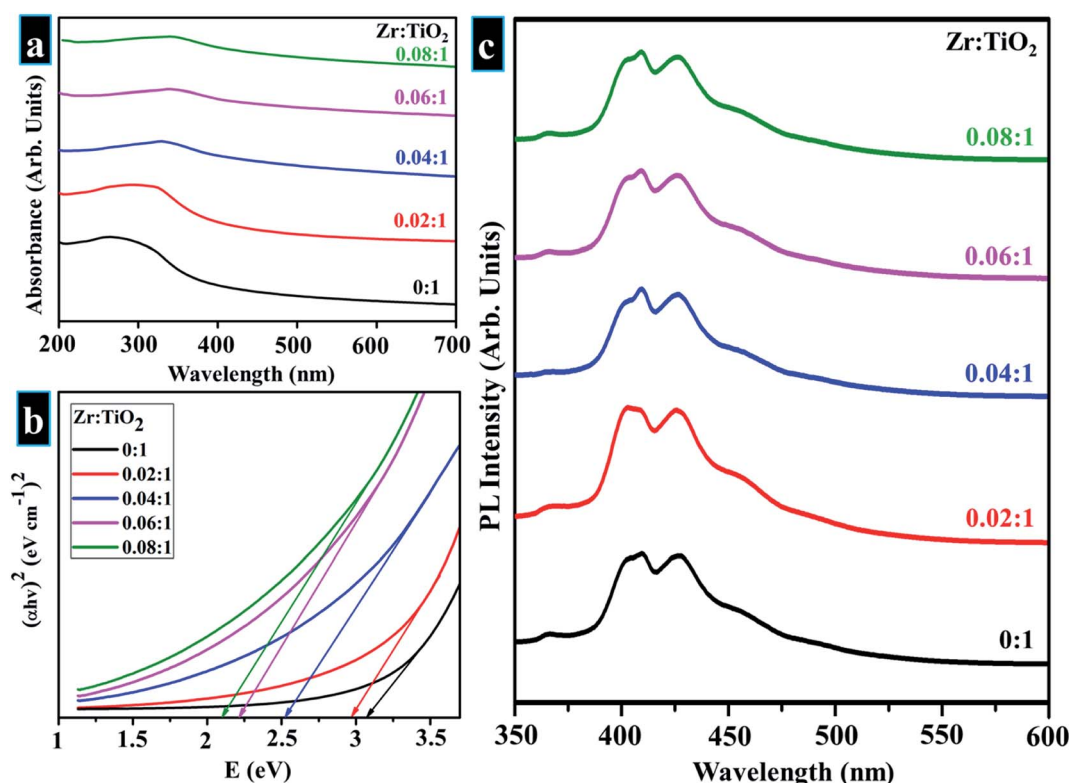 a
Zr:TiO₂
0.08:1
0.06:1
0.04:1
0.02:1
0:1
Absorbance (Arb. Units)
200 300 400 500 600 700
Wavelength (nm)
b
Zr:TiO₂
0:1
0.02:1
0.04:1
0.06:1
0.08:1
(αhν)² (eV cm⁻¹)²
1 1.5 2 2.5 3 3.5
E (eV)
c
Zr:TiO₂
0.08:1
0.06:1
0.04:1
0.02:1
0:1
PL Intensity (Arb. Units)
350 400 450 500 550 600
Wavelength (nm)